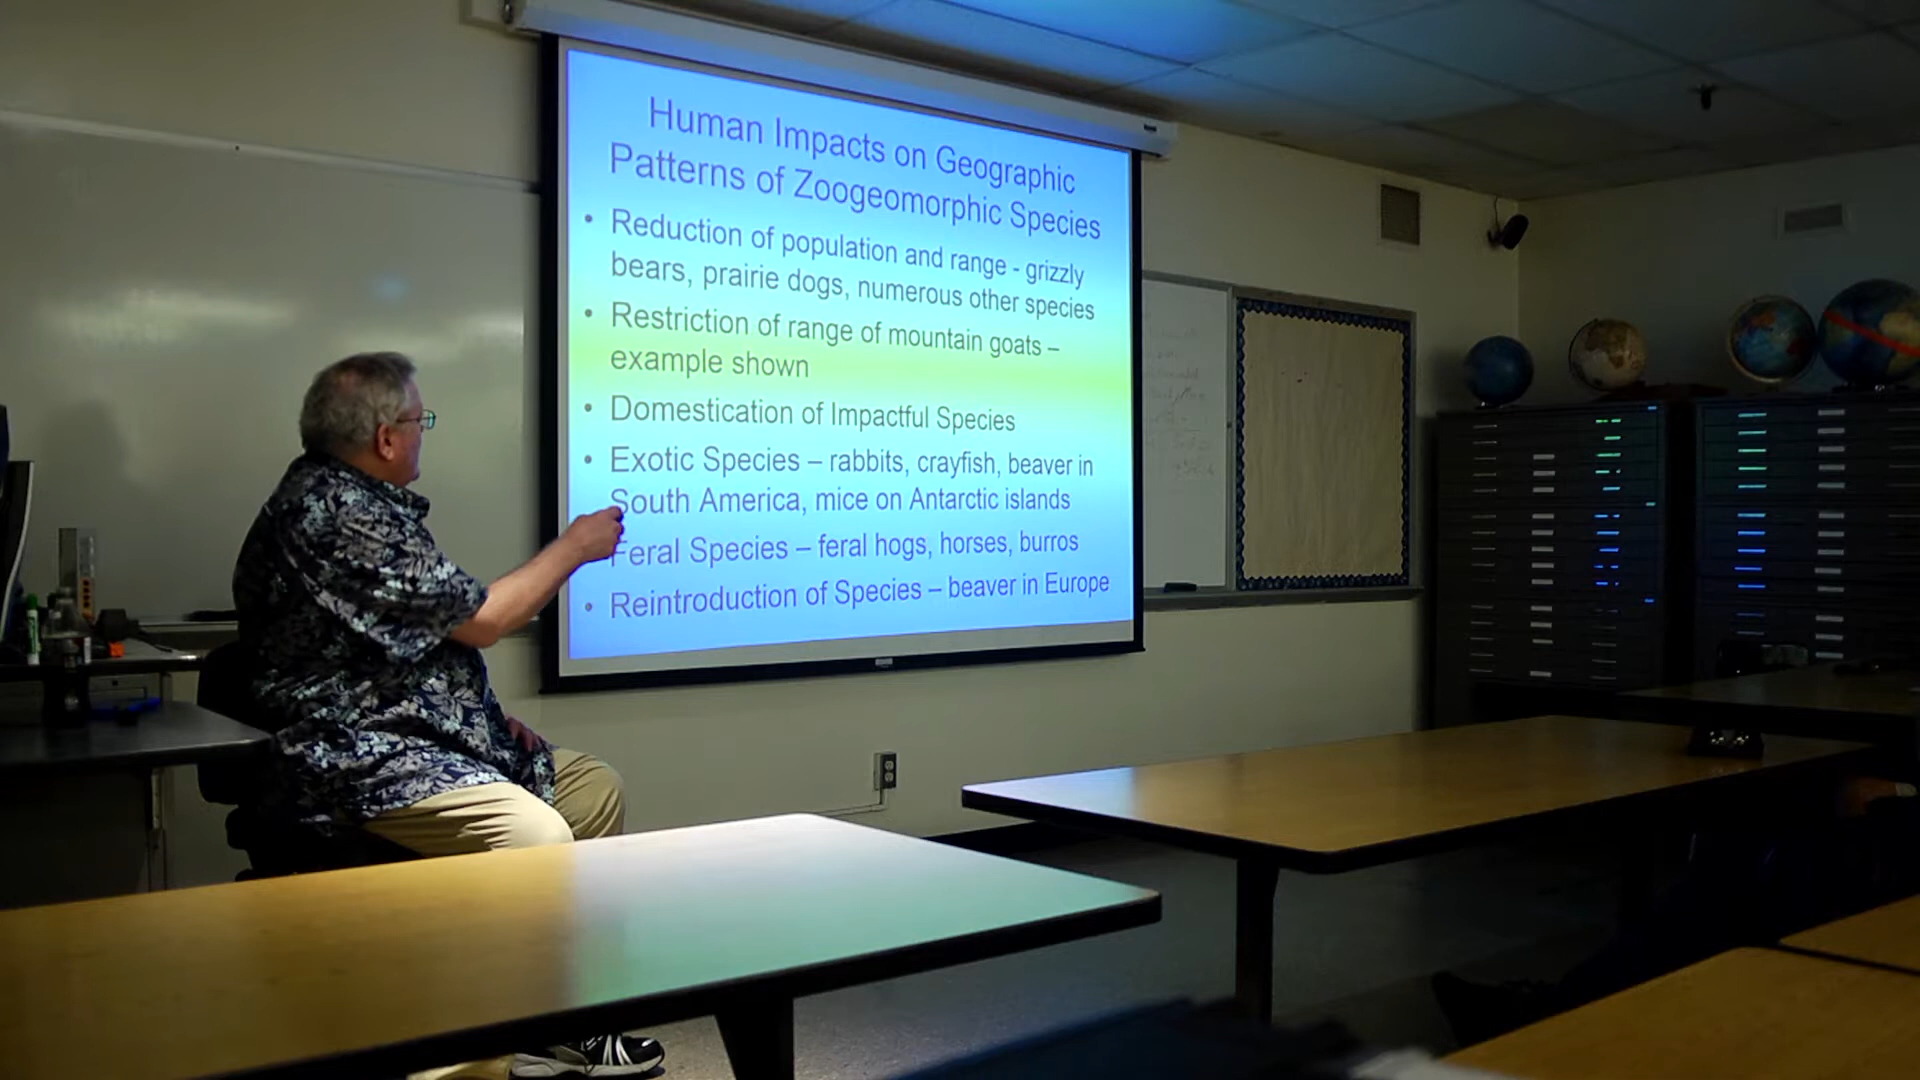 Human Impacts on Geographic
Patterns of Zoogeomorphic Species
• Reduction of population and range - grizzly
bears, prairie dogs, numerous other species
• Restriction of range of mountain goats –
example shown
• Domestication of Impactful Species
• Exotic Species – rabbits, crayfish, beaver in
South America, mice on Antarctic islands
Feral Species – feral hogs, horses, burros
• Reintroduction of Species – beaver in Europe